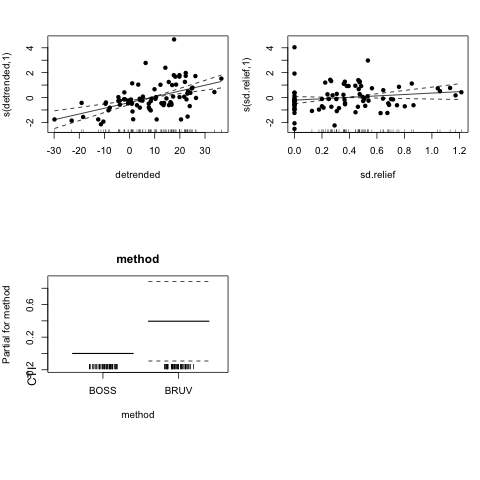 s(detrended,1)
4
2
0
-2
-30 -20 -10 0 10 20 30
detrended
s(sd.relief,1)
4
2
0
-2
0.0 0.2 0.4 0.6 0.8 1.0 1.2
sd.relief
method
Partial for method
0.6
0.2
-0.2
BOSS BRUV
method